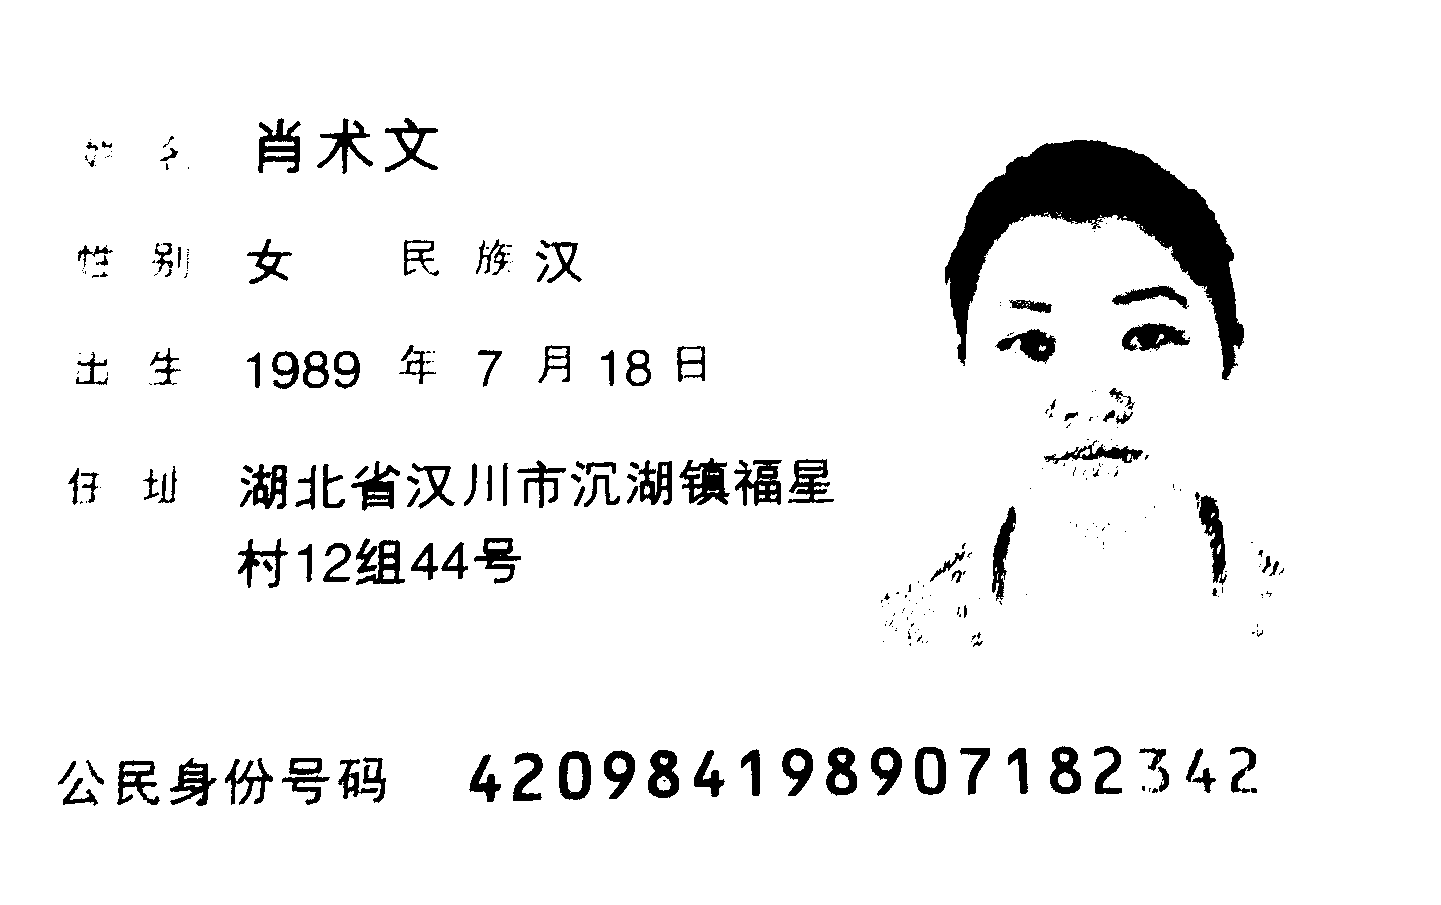 姓 名 肖术文
性 别 女 民 族 汉
出 生 1989 年 7 月 18 日
住 址 湖北省汉川市沉湖镇福星
村12组44号
公民身份号码 420984198907182342